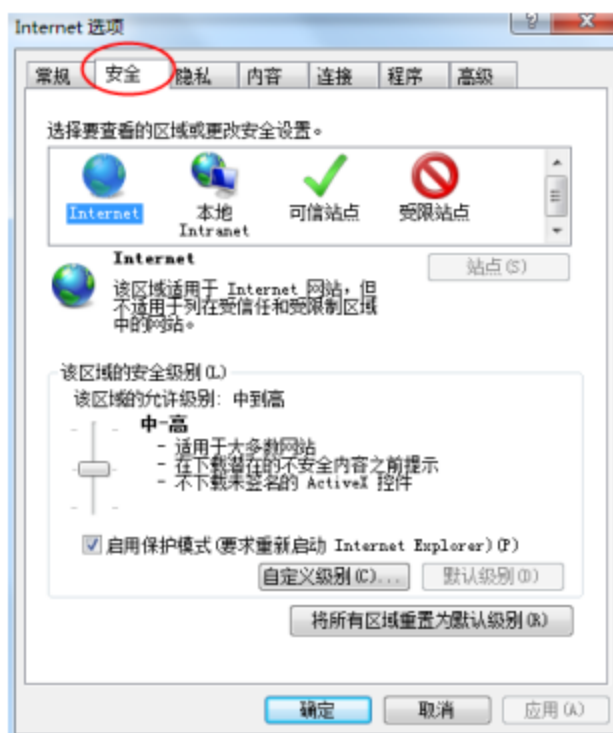 Internet 选项
常规 安全 隐私 内容 连接 程序 高级
选择要查看的区域或更改安全设置。
Internet 本地 Intranet 可信站点 受限站点
Internet
站点(S)
该区域适用于 Internet 网站，但
不适用于列在受信任和受限制区域
中的网站。
该区域的安全级别(L)
该区域的允许级别: 中到高
中-高
- 适用于大多数网站
- 在下载潜在的不安全内容之前提示
- 不下载未签名的 ActiveX 控件
启用保护模式(要求重新启动 Internet Explorer)(P)
自定义级别(C)... 默认级别(D)
将所有区域重置为默认级别(R)
确定 取消 应用(A)